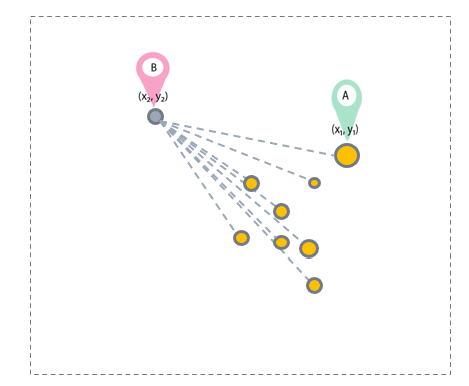 B
(x₂, y₂)
A
(x₁, y₁)